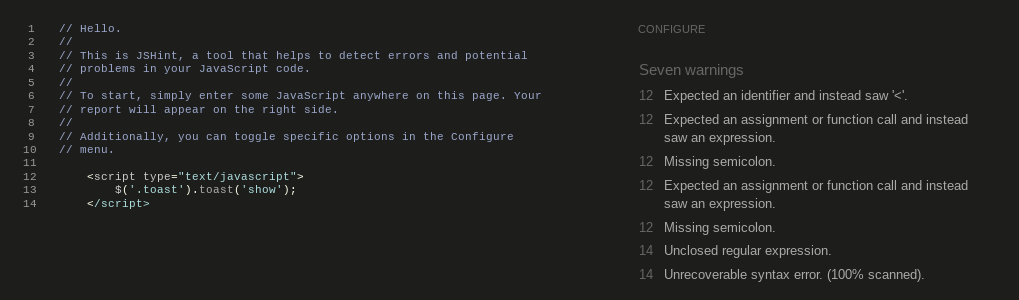 1 // Hello.
2 //
3 // This is JSHint, a tool that helps to detect errors and potential
4 // problems in your JavaScript code.
5 //
6 // To start, simply enter some JavaScript anywhere on this page. Your
7 // report will appear on the right side.
8 //
9 // Additionally, you can toggle specific options in the Configure
10 // menu.
11
12 <script type="text/javascript">
13 $('.toast').toast('show');
14 </script>
CONFIGURE
Seven warnings
12 Expected an identifier and instead saw '<'.
12 Expected an assignment or function call and instead
saw an expression.
12 Missing semicolon.
12 Expected an assignment or function call and instead
saw an expression.
12 Missing semicolon.
14 Unclosed regular expression.
14 Unrecoverable syntax error. (100% scanned).